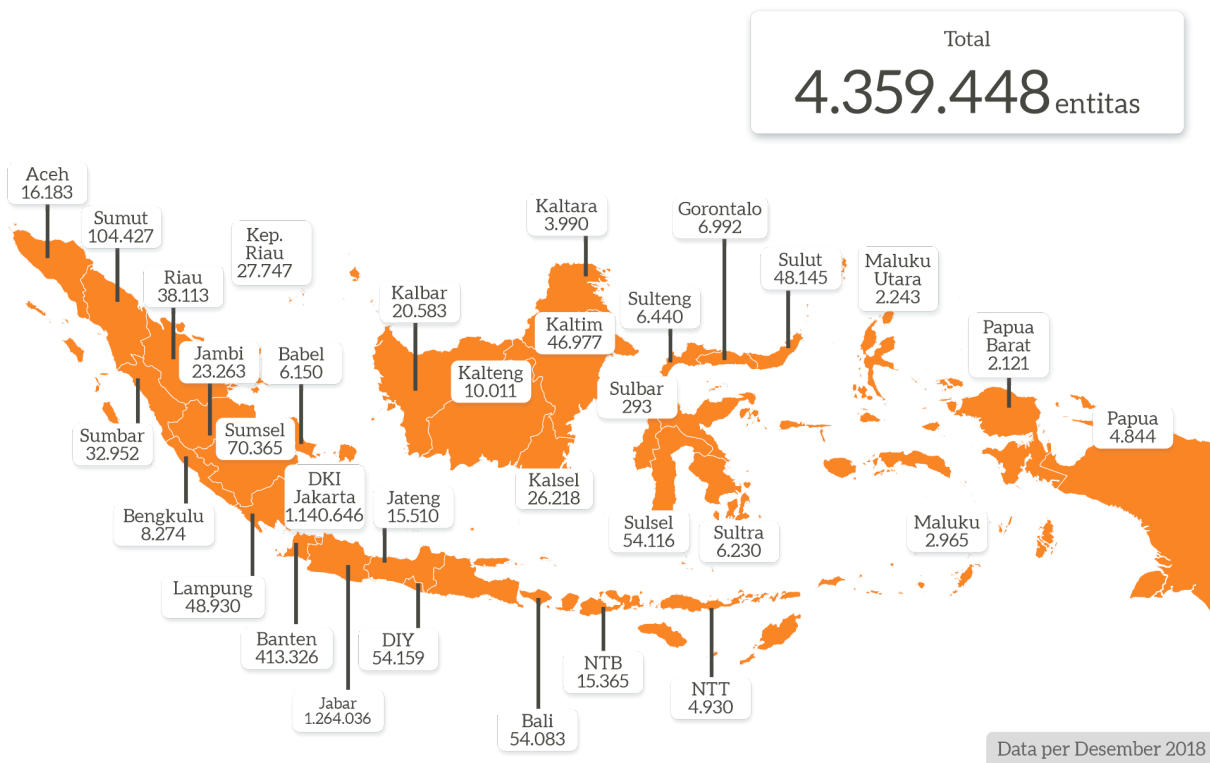 Total
4.359.448 entitas
Aceh
16.183
Sumut
104.427
Kep.
Riau
27.747
Riau
38.113
Jambi
23.263
Babel
6.150
Sumbar
32.952
Sumsel
70.365
Bengkulu
8.274
Lampung
48.930
DKI
Jakarta
1.140.646
Jateng
15.510
Banten
413.326
Jabar
1.264.036
DIY
54.159
Bali
54.083
NTB
15.365
NTT
4.930
Kalbar
20.583
Kalteng
10.011
Kaltara
3.990
Kaltim
46.977
Kalsel
26.218
Gorontalo
6.992
Sulut
48.145
Sulteng
6.440
Sulbar
293
Sulsel
54.116
Sultra
6.230
Maluku
Utara
2.243
Maluku
2.965
Papua
Barat
2.121
Papua
4.844
Data per Desember 2018